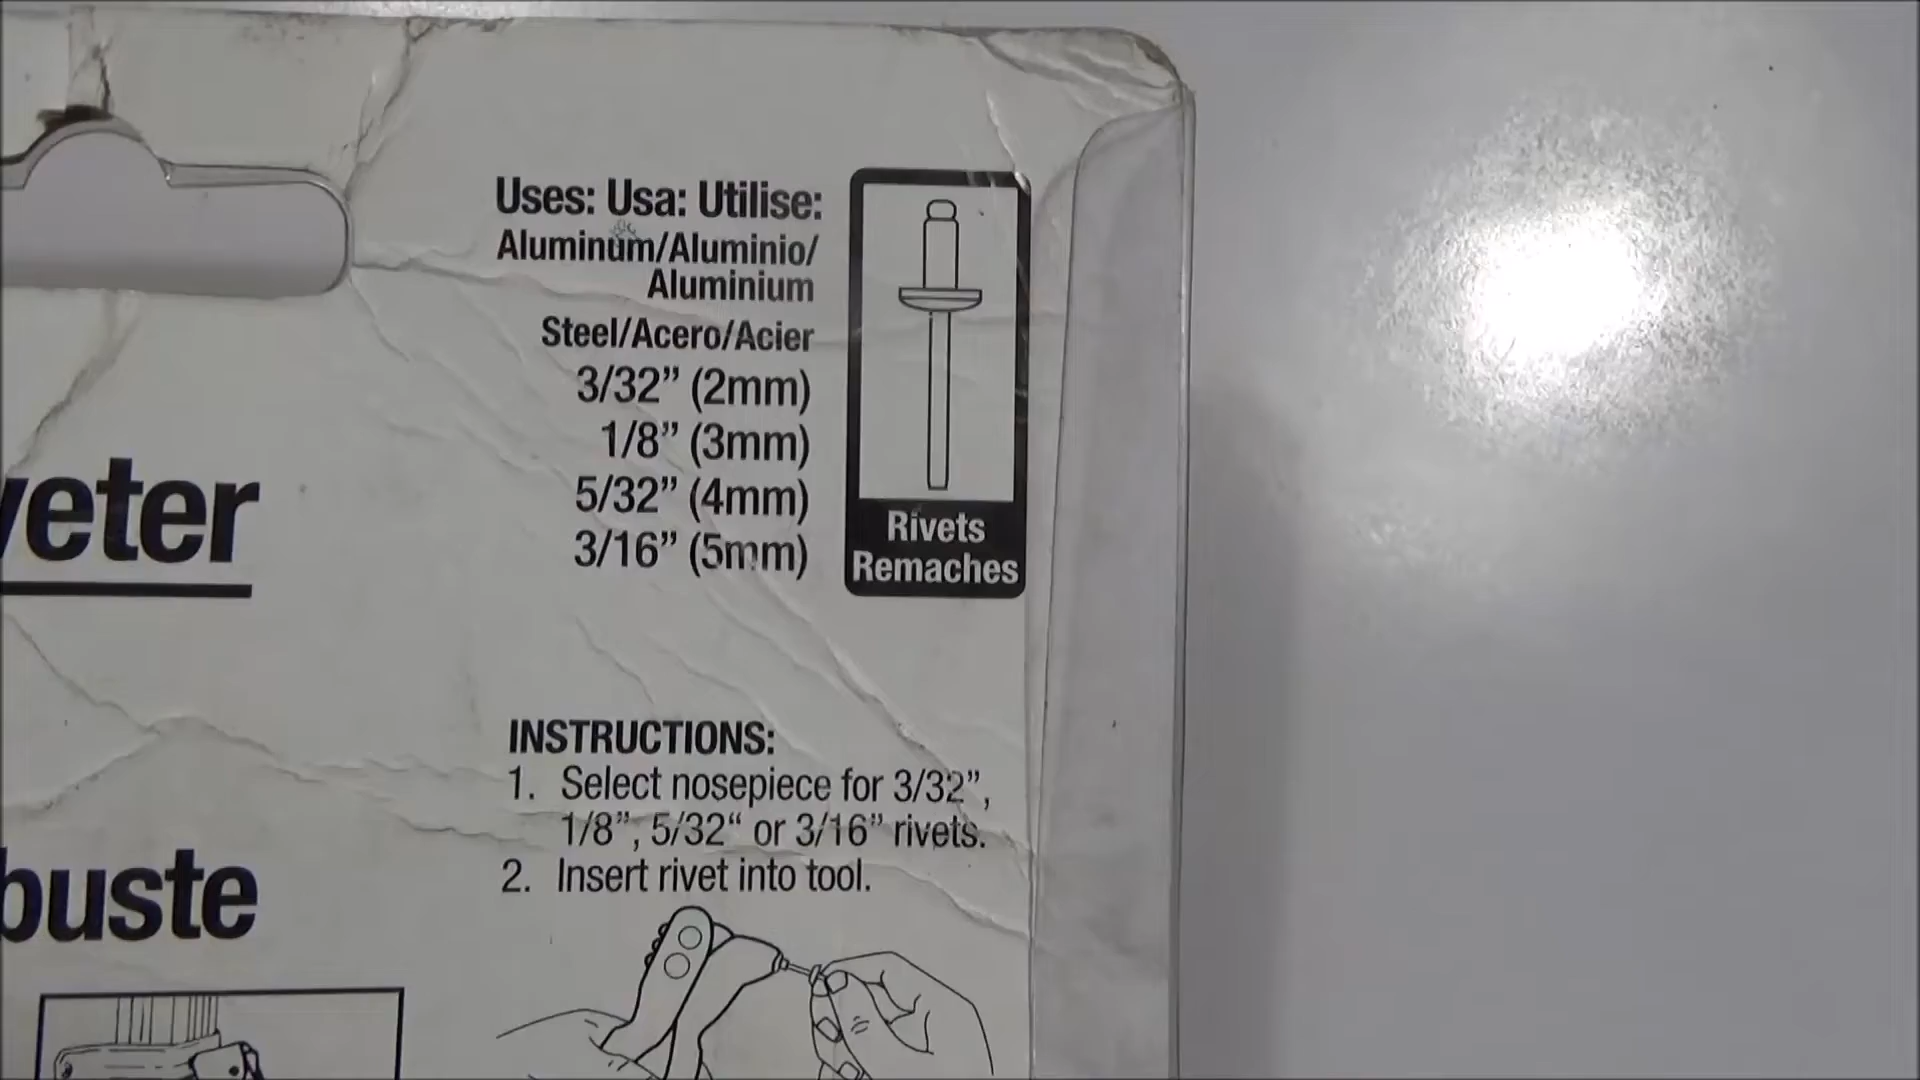 Uses: Usa: Utilise:
Aluminum/Aluminio/
Aluminium
Steel/Acero/Acier
3/32” (2mm)
1/8” (3mm)
5/32” (4mm)
3/16” (5mm)
Rivets
Remaches
veter
INSTRUCTIONS:
1. Select nosepiece for 3/32”,
1/8”, 5/32“ or 3/16” rivets.
2. Insert rivet into tool.
buste